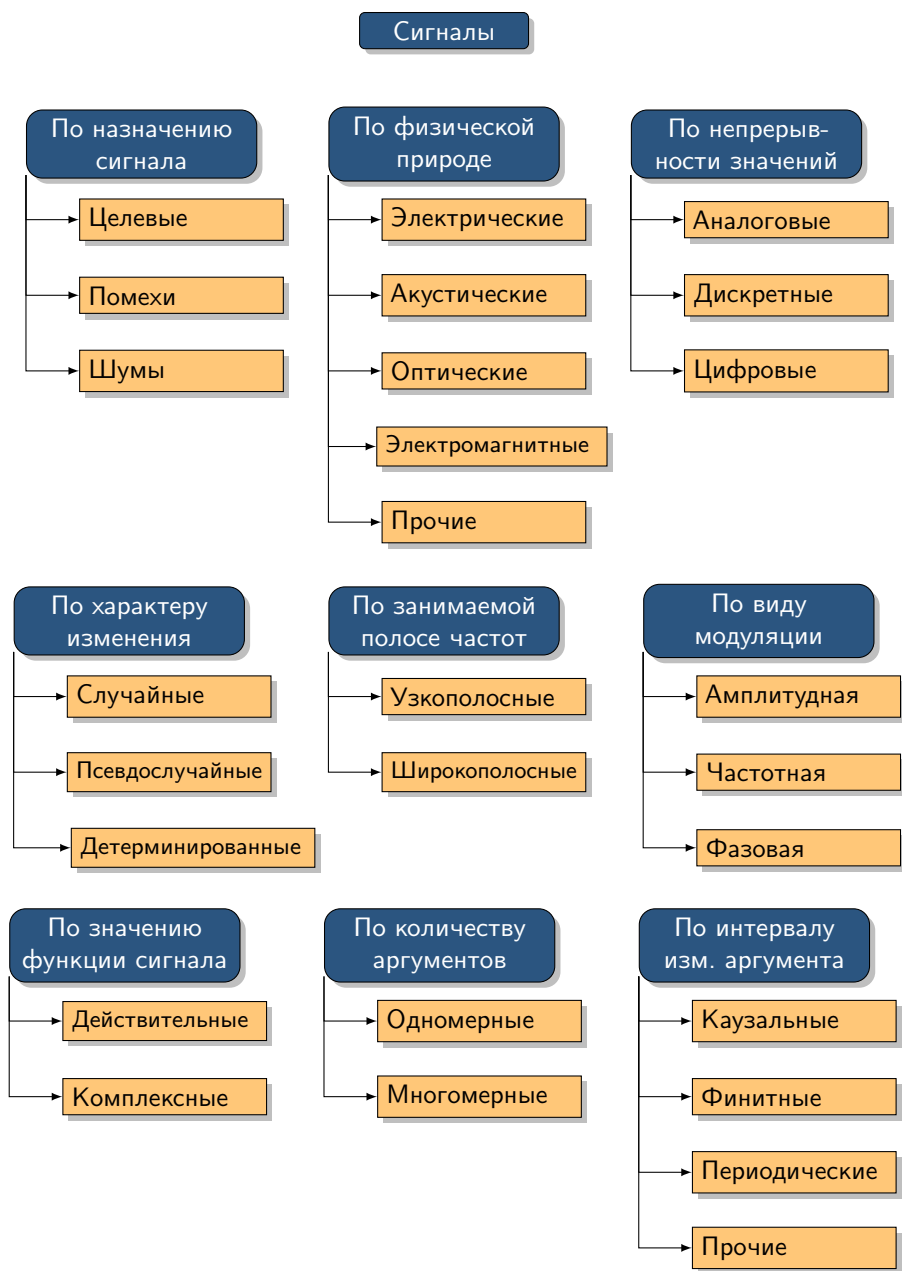 Сигналы
По назначению
сигнала
Целевые
Помехи
Шумы
По физической
природе
Электрические
Акустические
Оптические
Электромагнитные
Прочие
По непрерыв-
ности значений
Аналоговые
Дискретные
Цифровые
По характеру
изменения
Случайные
Псевдослучайные
Детерминированные
По занимаемой
полосе частот
Узкополосные
Широкополосные
По виду
модуляции
Амплитудная
Частотная
Фазовая
По значению
функции сигнала
Действительные
Комплексные
По количеству
аргументов
Одномерные
Многомерные
По интервалу
изм. аргумента
Каузальные
Финитные
Периодические
Прочие